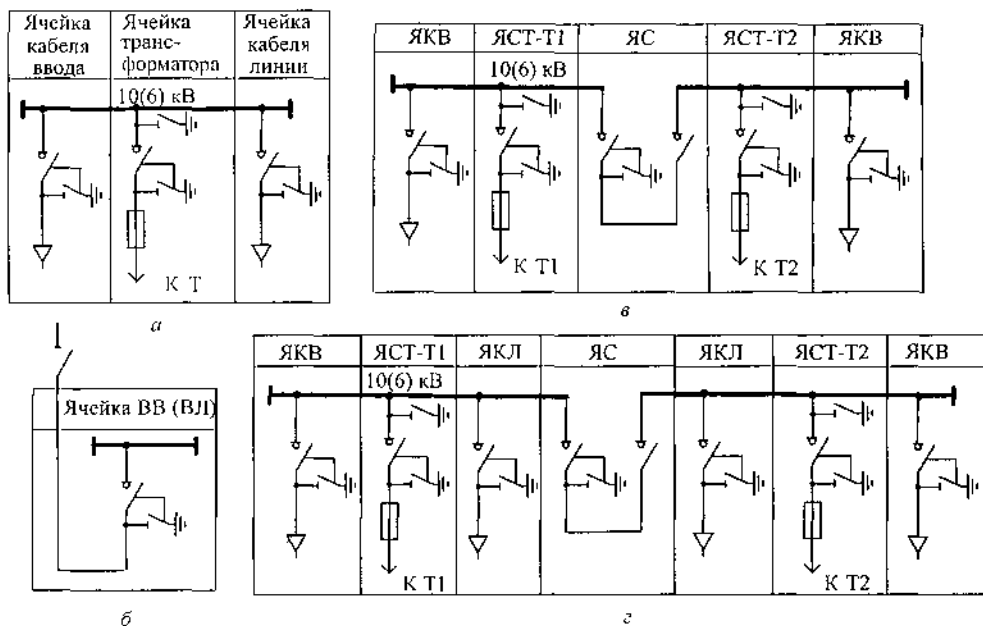 Ячейка кабеля ввода
Ячейка транс-форматора
Ячейка кабеля линии
10(6) кВ
К Т
а
ЯКВ
ЯСТ-Т1
ЯС
ЯСТ-Т2
ЯКВ
10(6) кВ
К Т1
К Т2
в
Ячейка ВВ (ВЛ)
б
ЯКВ
ЯСТ-Т1
ЯКЛ
ЯС
ЯКЛ
ЯСТ-Т2
ЯКВ
10(6) кВ
К Т1
К Т2
г